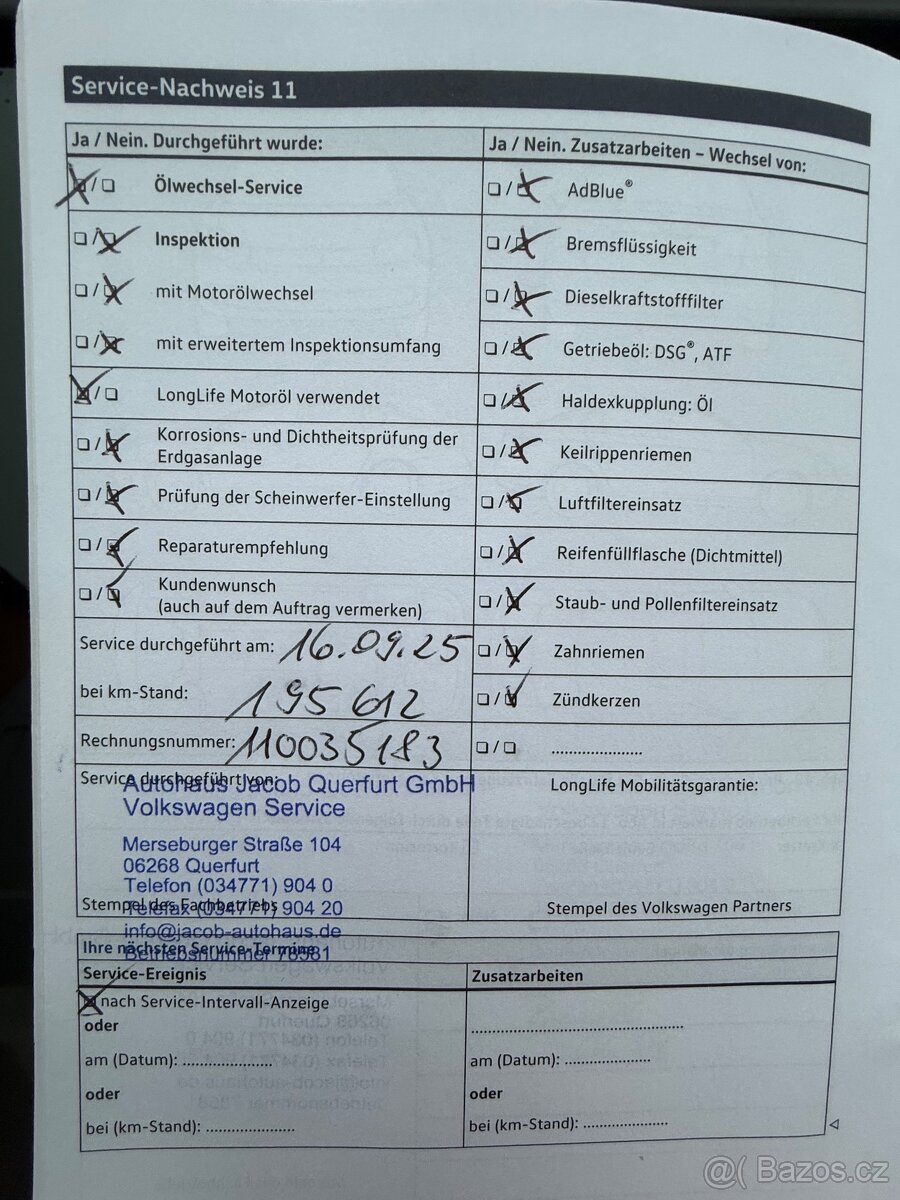 Service-Nachweis 11
Ja / Nein. Durchgeführt wurde:
Ölwechsel-Service
Inspektion
mit Motorölwechsel
mit erweitertem Inspektionsumfang
LongLife Motoröl verwendet
Korrosions- und Dichtheitsprüfung der
Erdgasanlage
Prüfung der Scheinwerfer-Einstellung
Reparaturempfehlung
Kundenwunsch
(auch auf dem Auftrag vermerken)
Service durchgeführt am: 16.09.25
bei km-Stand: 195 612
Rechnungsnummer: 110035183
Ja / Nein. Zusatzarbeiten – Wechsel von:
AdBlue®
Bremsflüssigkeit
Dieselkraftstofffilter
Getriebeöl: DSG®, ATF
Haldexkupplung: Öl
Keilrippenriemen
Luftfiltereinsatz
Reifenfüllflasche (Dichtmittel)
Staub- und Pollenfiltereinsatz
Zahnriemen
Zündkerzen
....................
Service durchgeführt von:
Autohaus Jacob Querfurt GmbH
Volkswagen Service
Merseburger Straße 104
06268 Querfurt
Telefon (034771) 904 0
Telefax (034771) 904 20
info@jacob-autohaus.de
Betriebsnummer 78581
Stempel des Fachbetriebs
LongLife Mobilitätsgarantie:
Stempel des Volkswagen Partners
Ihre nächsten Service-Termine
Service-Ereignis
nach Service-Intervall-Anzeige
oder
am (Datum): ....................
oder
bei (km-Stand): ....................
Zusatzarbeiten
..................................................
am (Datum): ....................
oder
bei (km-Stand): ....................
@( Bazos.cz